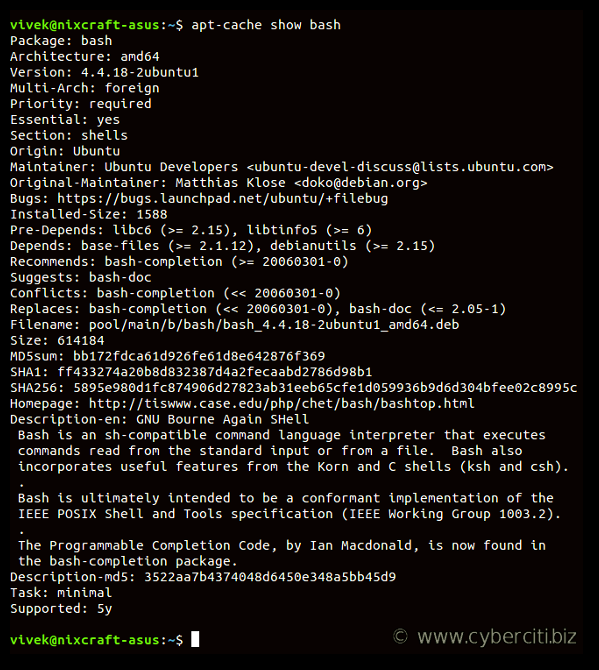 vivek@nixcraft-asus:~$ apt-cache show bash
Package: bash
Architecture: amd64
Version: 4.4.18-2ubuntu1
Multi-Arch: foreign
Priority: required
Essential: yes
Section: shells
Origin: Ubuntu
Maintainer: Ubuntu Developers <ubuntu-devel-discuss@lists.ubuntu.com>
Original-Maintainer: Matthias Klose <doko@debian.org>
Bugs: https://bugs.launchpad.net/ubuntu/+filebug
Installed-Size: 1588
Pre-Depends: libc6 (>= 2.15), libtinfo5 (>= 6)
Depends: base-files (>= 2.1.12), debianutils (>= 2.15)
Recommends: bash-completion (>= 20060301-0)
Suggests: bash-doc
Conflicts: bash-completion (<< 20060301-0)
Replaces: bash-completion (<< 20060301-0), bash-doc (<= 2.05-1)
Filename: pool/main/b/bash/bash_4.4.18-2ubuntu1_amd64.deb
Size: 614184
MD5sum: bb172fdca61d926fe61d8e642876f369
SHA1: ff433274a20b8d832387d4a2fecaabd2786d98b1
SHA256: 5895e980d1fc874906d27823ab31eeb65cfe1d059936b9d6d304bfee02c8995c
Homepage: http://tiswww.case.edu/php/chet/bash/bashtop.html
Description-en: GNU Bourne Again SHell
 Bash is an sh-compatible command language interpreter that executes
 commands read from the standard input or from a file.  Bash also
 incorporates useful features from the Korn and C shells (ksh and csh).
 .
 Bash is ultimately intended to be a conformant implementation of the
 IEEE POSIX Shell and Tools specification (IEEE Working Group 1003.2).
 .
 The Programmable Completion Code, by Ian Macdonald, is now found in
 the bash-completion package.
Description-md5: 3522aa7b4374048d6450e348a5bb45d9
Task: minimal
Supported: 5y
vivek@nixcraft-asus:~$
© www.cyberciti.biz